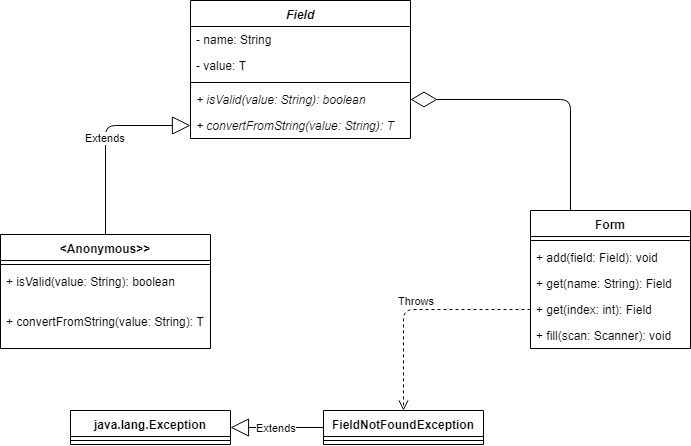 Field
- name: String
- value: T
+ isValid(value: String): boolean
+ convertFromString(value: String): T
Extends
<Anonymous>>
+ isValid(value: String): boolean
+ convertFromString(value: String): T
Form
+ add(field: Field): void
+ get(name: String): Field
+ get(index: int): Field
+ fill(scan: Scanner): void
Throws
java.lang.Exception
Extends
FieldNotFoundException